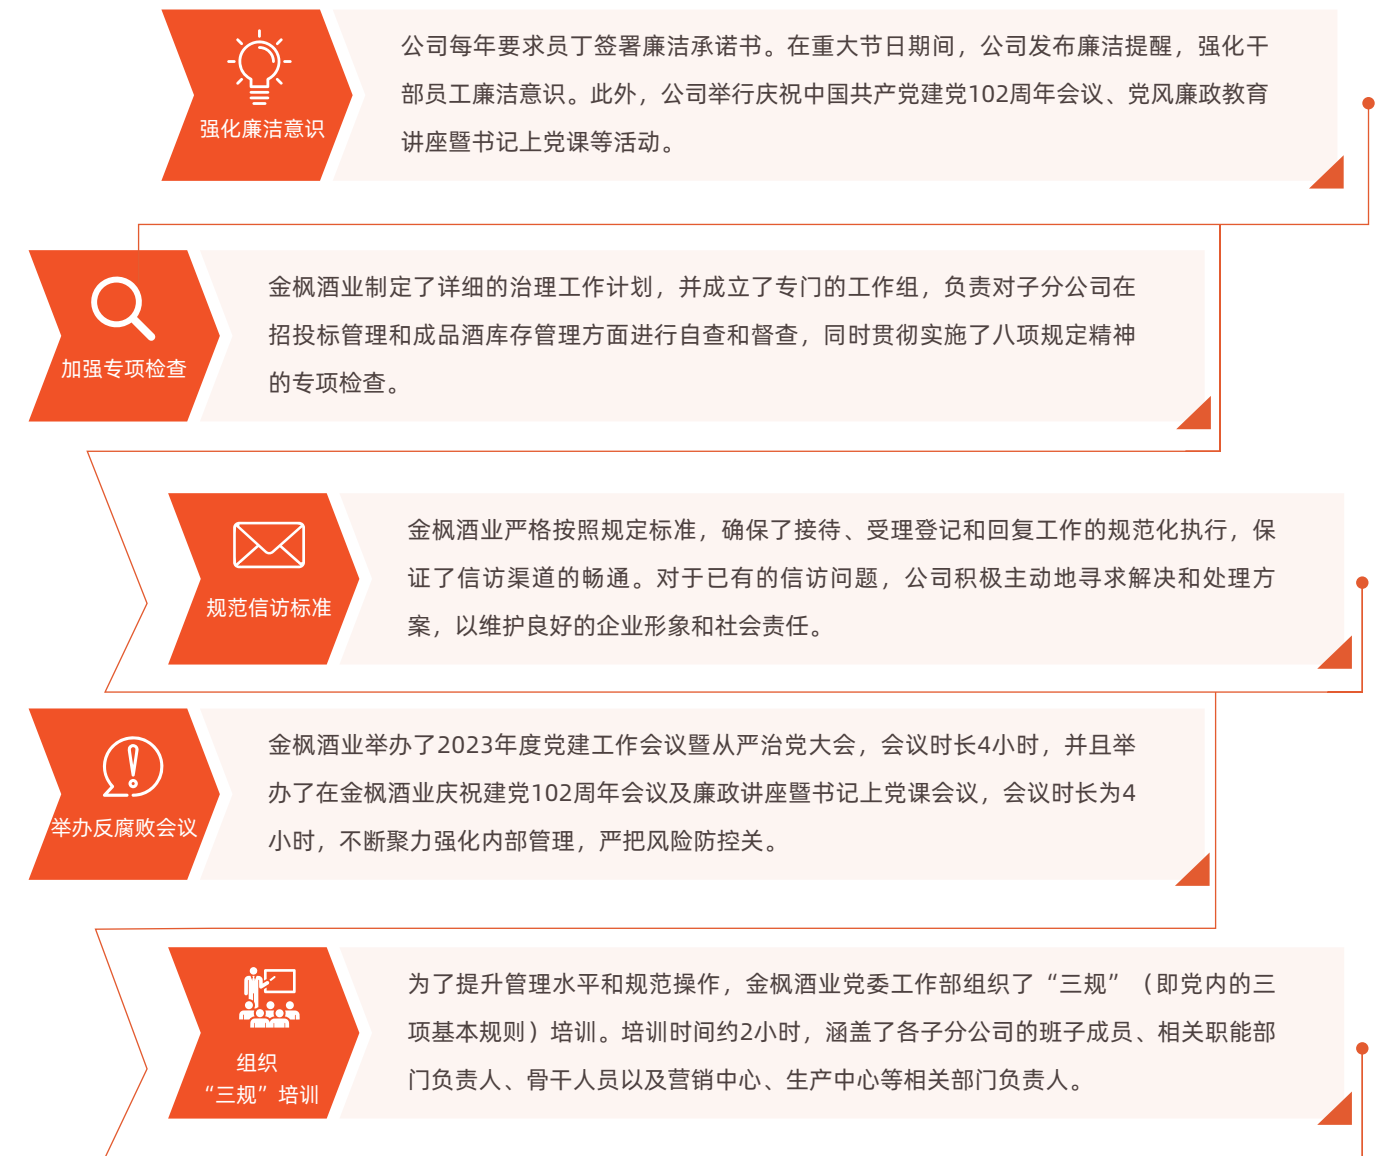 强化廉洁意识
公司每年要求员丁签署廉洁承诺书。在重大节日期间，公司发布廉洁提醒，强化干
部员工廉洁意识。此外，公司举行庆祝中国共产党建党102周年会议、党风廉政教育
讲座暨书记上党课等活动。
加强专项检查
金枫酒业制定了详细的治理工作计划，并成立了专门的工作组，负责对子分公司在
招投标管理和成品酒库存管理方面进行自查和督查，同时贯彻实施了八项规定精神
的专项检查。
规范信访标准
金枫酒业严格按照规定标准，确保了接待、受理登记和回复工作的规范化执行，保
证了信访渠道的畅通。对于已有的信访问题，公司积极主动地寻求解决和处理方
案，以维护良好的企业形象和社会责任。
举办反腐败会议
金枫酒业举办了2023年度党建工作会议暨从严治党大会，会议时长4小时，并且举
办了在金枫酒业庆祝建党102周年会议及廉政讲座暨书记上党课会议，会议时长为4
小时，不断聚力强化内部管理，严把风险防控关。
组织
“三规”培训
为了提升管理水平和规范操作，金枫酒业党委工作部组织了“三规”（即党内的三
项基本规则）培训。培训时间约2小时，涵盖了各子分公司的班子成员、相关职能部
门负责人、骨干人员以及营销中心、生产中心等相关部门负责人。